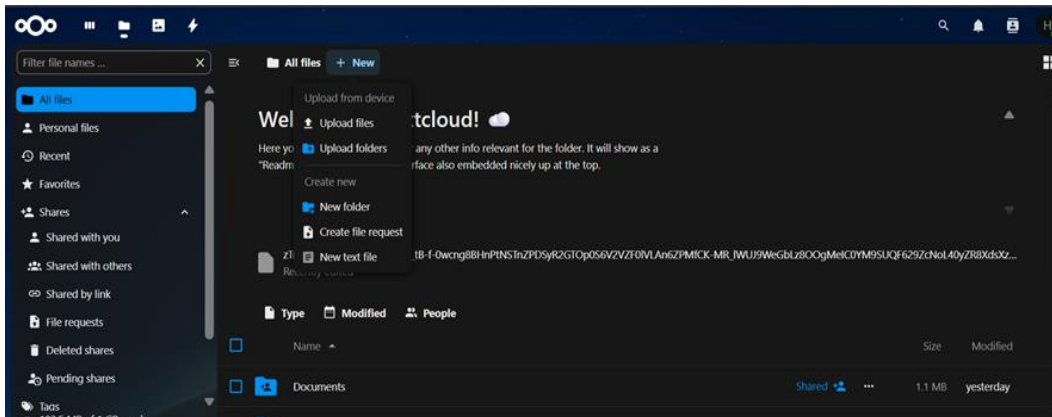 H
Filter file names ...
All files
+ New
All files
Personal files
Recent
Favorites
Shares
Shared with you
Shared with others
Shared by link
File requests
Deleted shares
Pending shares
Tags
Upload from device
Upload files
Upload folders
Create new
New folder
Create file request
New text file
Wel tcloud!
Here yo any other info relevant for the folder. It will show as a
"Readm rface also embedded nicely up at the top.
Recently edited
Type Modified People
Name Size Modified
Documents Shared 1.1 MB yesterday